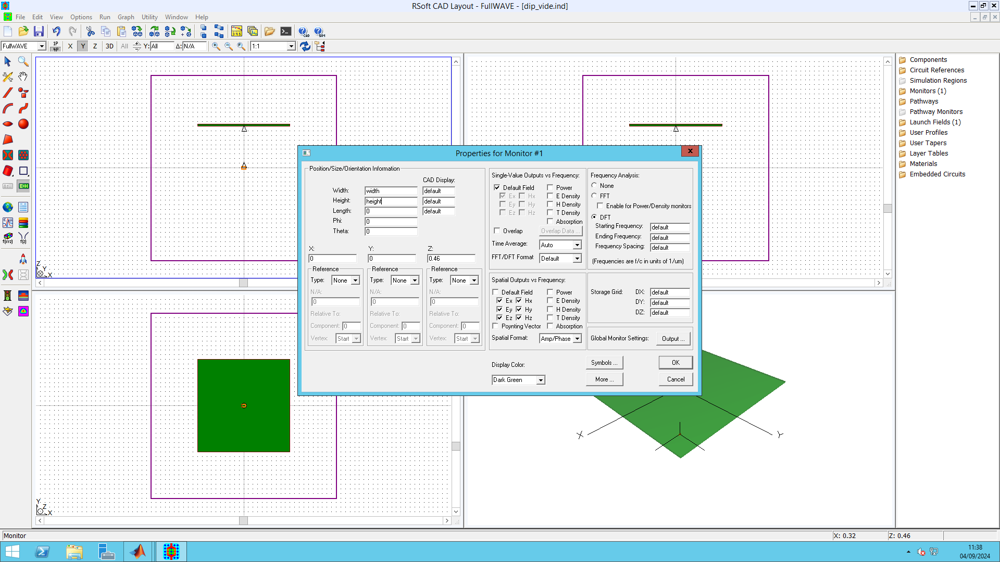 RSoft CAD Layout - FullWAVE - [dip_vide.ind]
File Edit View Options Run Graph Utility Window Help
FullWAVE 1P 4P X Y Z 3D All Y: All Δ: N/A 1:1
Components
Circuit References
Simulation Regions
Monitors (1)
Pathways
Pathway Monitors
Launch Fields (1)
User Profiles
User Tapers
Layer Tables
Materials
Embedded Circuits
Properties for Monitor #1
Position/Size/Orientation Information
CAD Display:
Width: width default
Height: height default
Length: 0 default
Phi: 0
Theta: 0
X: Y: Z:
0 0 0.46
Reference Reference Reference
Type: None Type: None Type: None
N/A: N/A: N/A:
0 0 0
Relative To: Relative To: Relative To:
Component: 0 Component: 0 Component: 0
Vertex: Start Vertex: Start Vertex: Start
Single-Value Outputs vs Frequency:
Default Field Power
Ex Hx E Density
Ey Hy H Density
Ez Hz T Density
Absorption
Overlap Overlap Data ...
Time Average: Auto
FFT/DFT Format Default
Spatial Outputs vs Frequency:
Default Field Power
Ex Hx E Density
Ey Hy H Density
Ez Hz T Density
Poynting Vector Absorption
Spatial Format: Amp/Phase
Frequency Analysis:
None
FFT
Enable for Power/Density monitors
DFT
Starting Frequency: default
Ending Frequency: default
Frequency Spacing: default
(Frequencies are f/c in units of 1/um)
Storage Grid: DX: default
DY: default
DZ: default
Global Monitor Settings: Output ...
Display Color:
Dark Green
Symbols ... OK
More ... Cancel
Z Y X
Y Z X
X Y
Monitor X: 0.32 Z: 0.46
11:38
04/09/2024